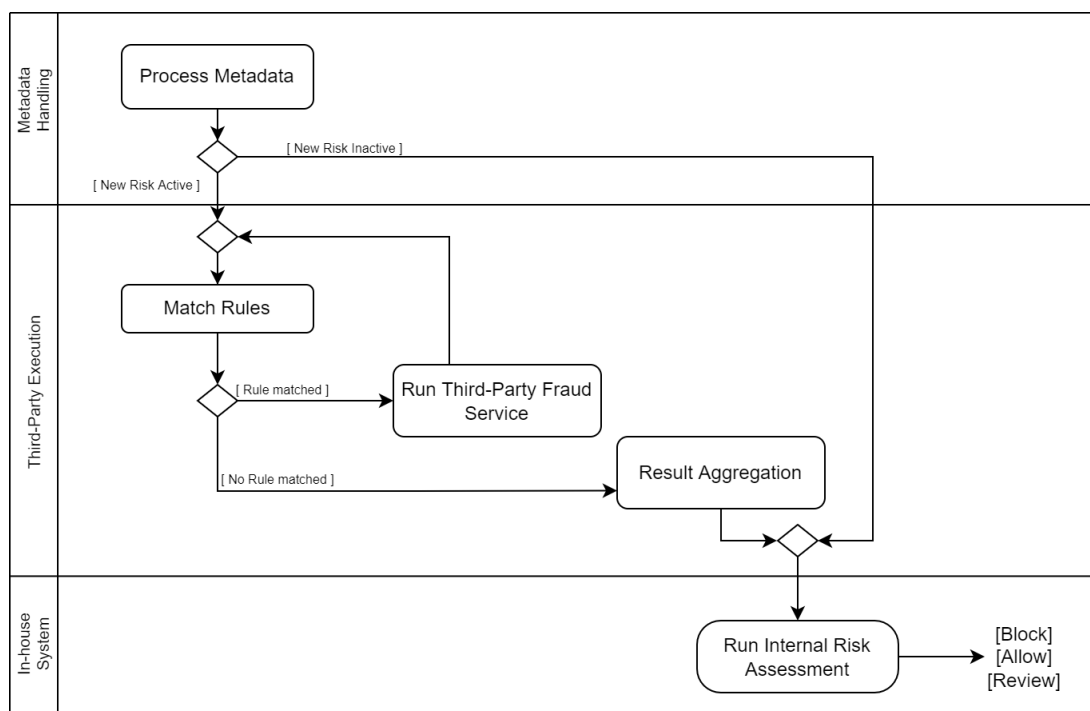 Metadata
Handling
Process Metadata
[ New Risk Inactive ]
[ New Risk Active ]
Third-Party Execution
Match Rules
[ Rule matched ]
Run Third-Party Fraud
Service
[ No Rule matched ]
Result Aggregation
In-house
System
Run Internal Risk
Assessment
[Block]
[Allow]
[Review]